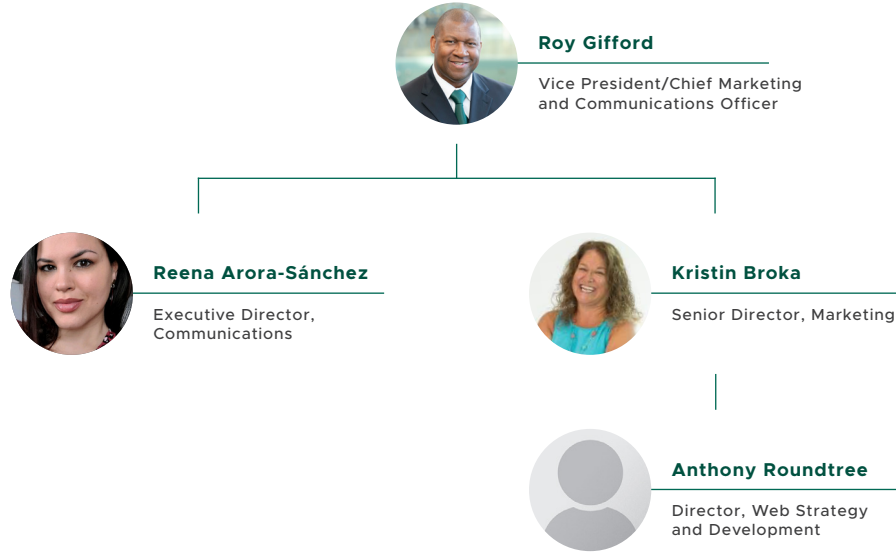 Roy Gifford
Vice President/Chief Marketing
and Communications Officer
Reena Arora-Sánchez
Executive Director,
Communications
Kristin Broka
Senior Director, Marketing
Anthony Roundtree
Director, Web Strategy
and Development